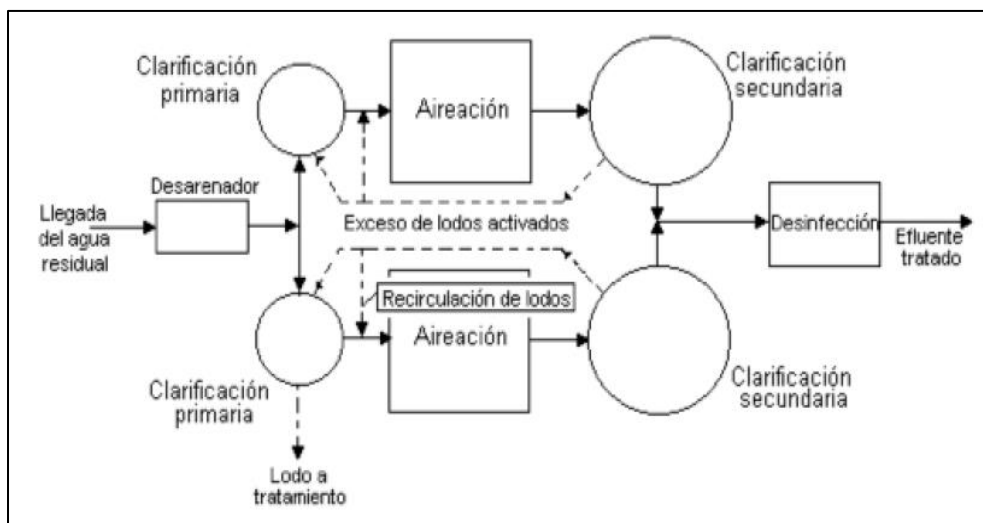 Clarificación
primaria
Aireación
Clarificación
secundaria
Desarenador
Llegada
del agua
residual
Exceso de lodos activados
Desinfección
Efluente
tratado
Recirculación de lodos
Aireación
Clarificación
primaria
Clarificación
secundaria
Lodo a
tratamiento